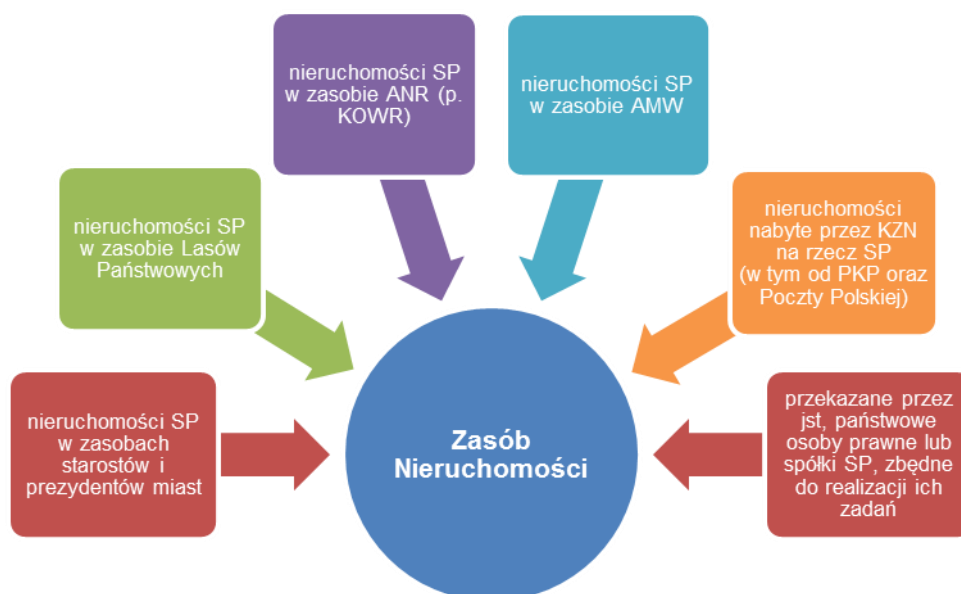 nieruchomości SP
w zasobie ANR (p.
KOWR)
nieruchomości SP
w zasobie AMW
nieruchomości SP
w zasobie Lasów
Państwowych
nieruchomości
nabyte przez KZN
na rzecz SP
(w tym od PKP oraz
Poczty Polskiej)
nieruchomości SP
w zasobach
starostów i
prezydentów miast
Zasób
Nieruchomości
przekazane przez
jst, państwowe
osoby prawne lub
spółki SP, zbędne
do realizacji ich
zadań